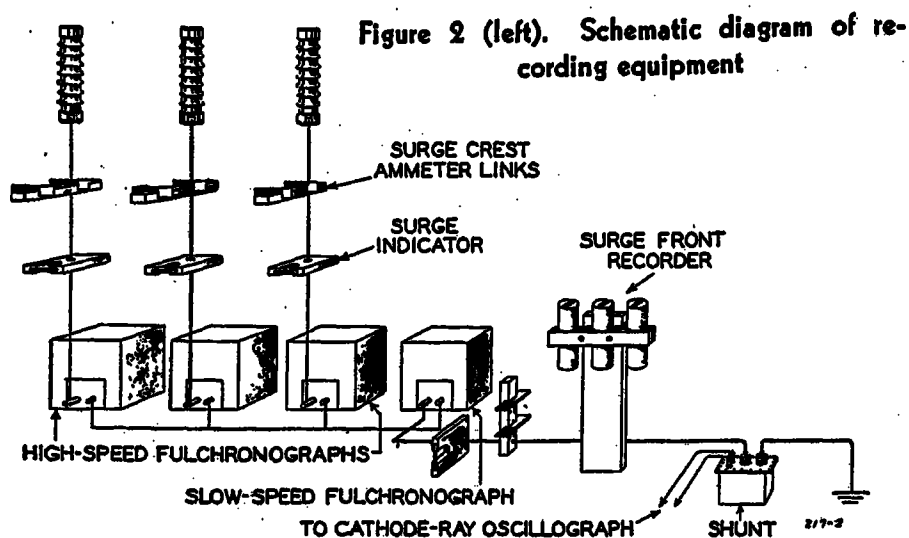 Figure 2 (left). Schematic diagram of re-
cording equipment
SURGE CREST
AMMETER LINKS
SURGE
INDICATOR
SURGE FRONT
RECORDER
HIGH-SPEED FULCHRONOGRAPHS
SLOW-SPEED FULCHRONOGRAPH
TO CATHODE-RAY OSCILLOGRAPH
SHUNT